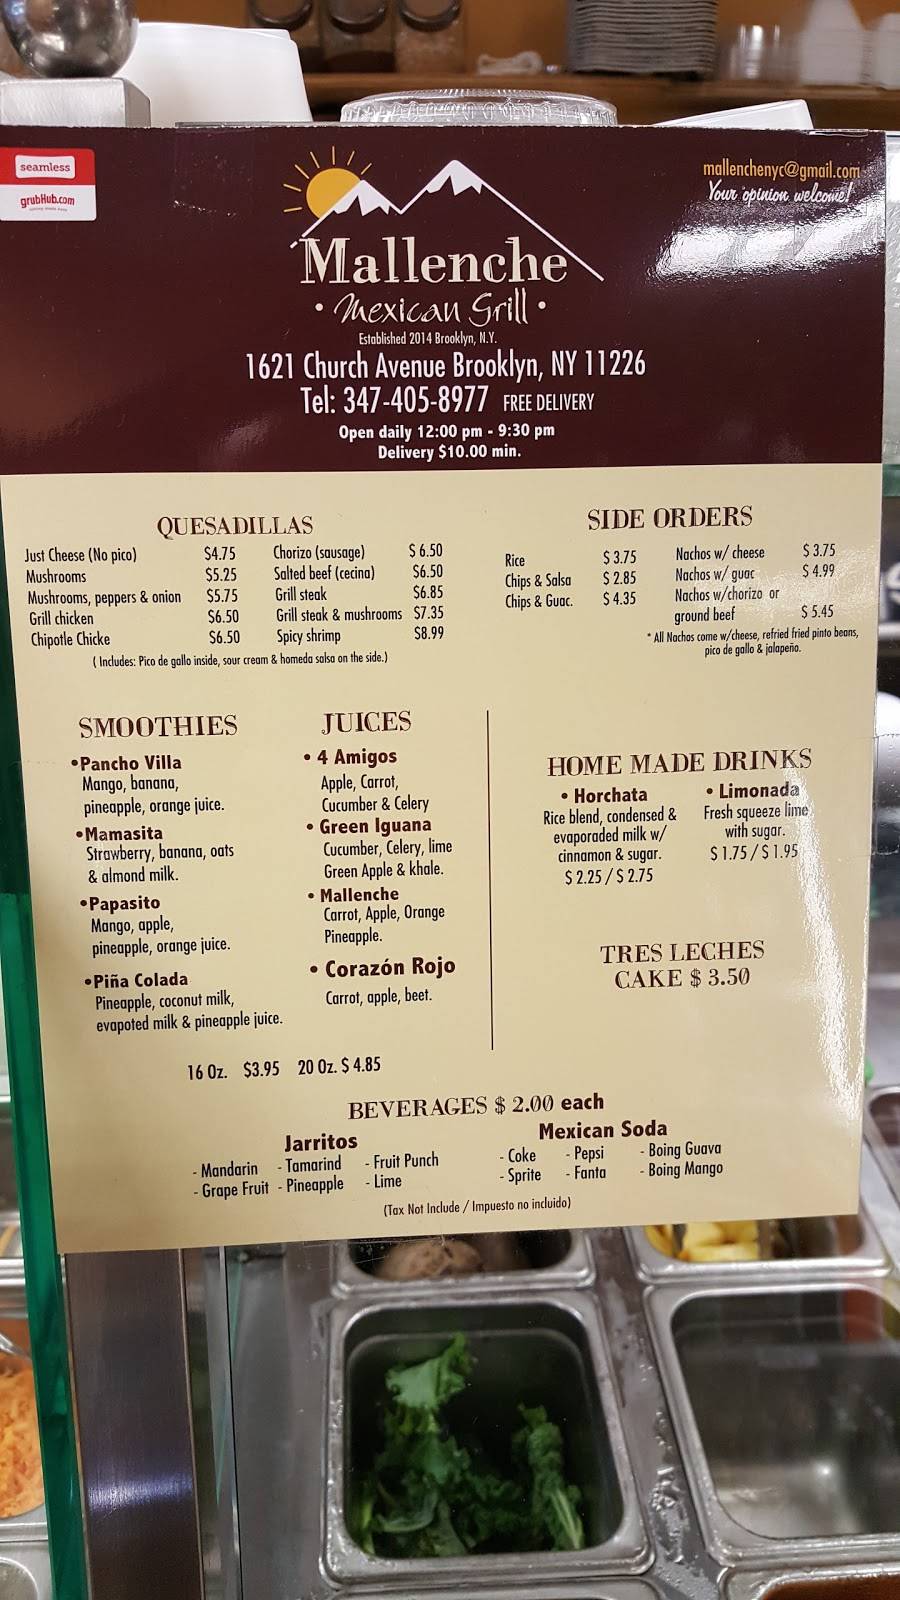 seamless
grubHub.com
mallenchenyc@gmail.com
Your opinion welcome!
Mallenche
• Mexican Grill •
Established 2014 Brooklyn, N.Y.
1621 Church Avenue Brooklyn, NY 11226
Tel: 347-405-8977 FREE DELIVERY
Open daily 12:00 pm - 9:30 pm
Delivery $10.00 min.
QUESADILLAS
Just Cheese (No pico) $4.75
Mushrooms $5.25
Mushrooms, peppers & onion $5.75
Grill chicken $6.50
Chipotle Chicke $6.50
Chorizo (sausage) $ 6.50
Salted beef (cecina) $6.50
Grill steak $6.85
Grill steak & mushrooms $7.35
Spicy shrimp $8.99
( Includes: Pico de gallo inside, sour cream & homeda salsa on the side.)
SIDE ORDERS
Rice $ 3.75
Chips & Salsa $ 2.85
Chips & Guac. $ 4.35
Nachos w/ cheese $ 3.75
Nachos w/ guac $ 4.99
Nachos w/chorizo or
ground beef $ 5.45
* All Nachos come w/cheese, refried fried pinto beans,
pico de gallo & jalapeña.
SMOOTHIES
•Pancho Villa
Mango, banana,
pineapple, orange juice.
•Mamasita
Strawberry, banana, oats
& almond milk.
•Papasito
Mango, apple,
pineapple, orange juice.
•Piña Colada
Pineapple, coconut milk,
evapoted milk & pineapple juice.
JUICES
• 4 Amigos
Apple, Carrot,
Cucumber & Celery
• Green Iguana
Cucumber, Celery, lime
Green Apple & khale.
• Mallenche
Carrot, Apple, Orange
Pineapple.
• Corazón Rojo
Carrot, apple, beet.
16 Oz. $3.95 20 Oz. $ 4.85
HOME MADE DRINKS
• Horchata
Rice blend, condensed &
evaporaded milk w/
cinnamon & sugar.
$ 2.25 / $ 2.75
• Limonada
Fresh squeeze lime
with sugar.
$ 1.75 / $ 1.95
TRES LECHES
CAKE $ 3.50
BEVERAGES $ 2.00 each
Jarritos
- Mandarin - Tamarind - Fruit Punch
- Grape Fruit - Pineapple - Lime
Mexican Soda
- Coke - Pepsi - Boing Guava
- Sprite - Fanta - Boing Mango
(Tax Not Include / Impuesto no incluido)